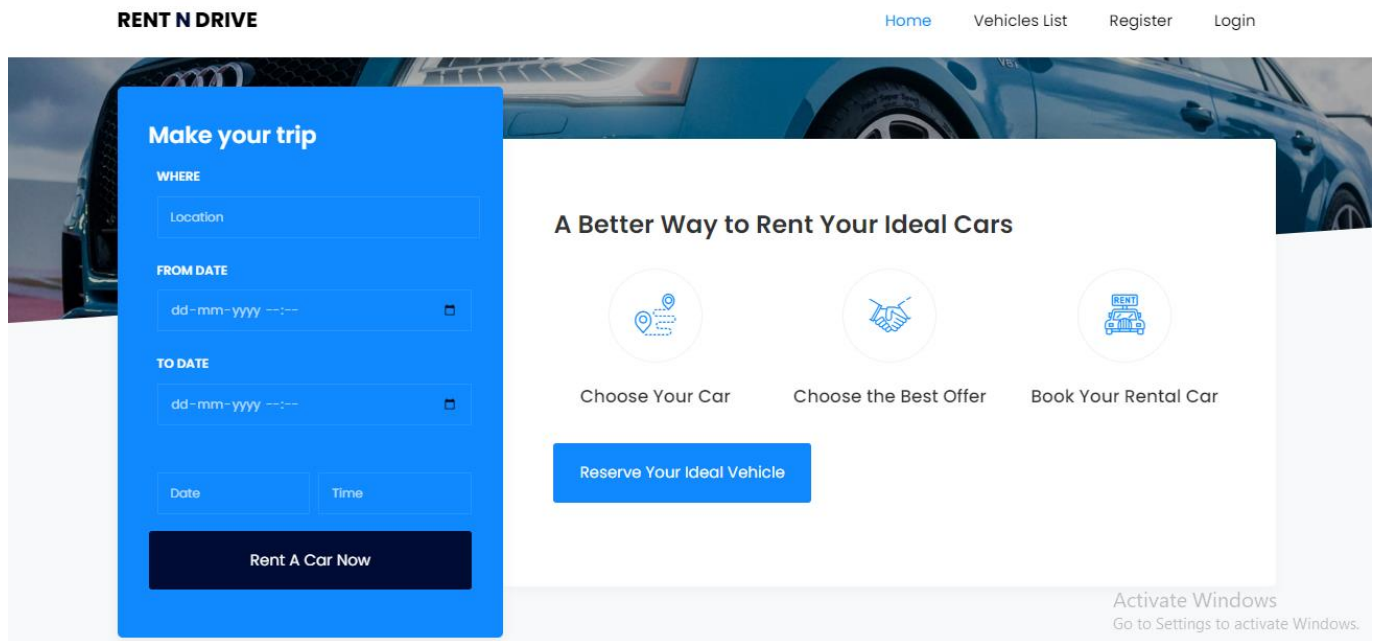 RENT N DRIVE
Home Vehicles List Register Login
Make your trip
WHERE
Location
FROM DATE
dd-mm-yyyy --:--
TO DATE
dd-mm-yyyy --:--
Date Time
Rent A Car Now
A Better Way to Rent Your Ideal Cars
RENT
Choose Your Car Choose the Best Offer Book Your Rental Car
Reserve Your Ideal Vehicle
Activate Windows
Go to Settings to activate Windows.